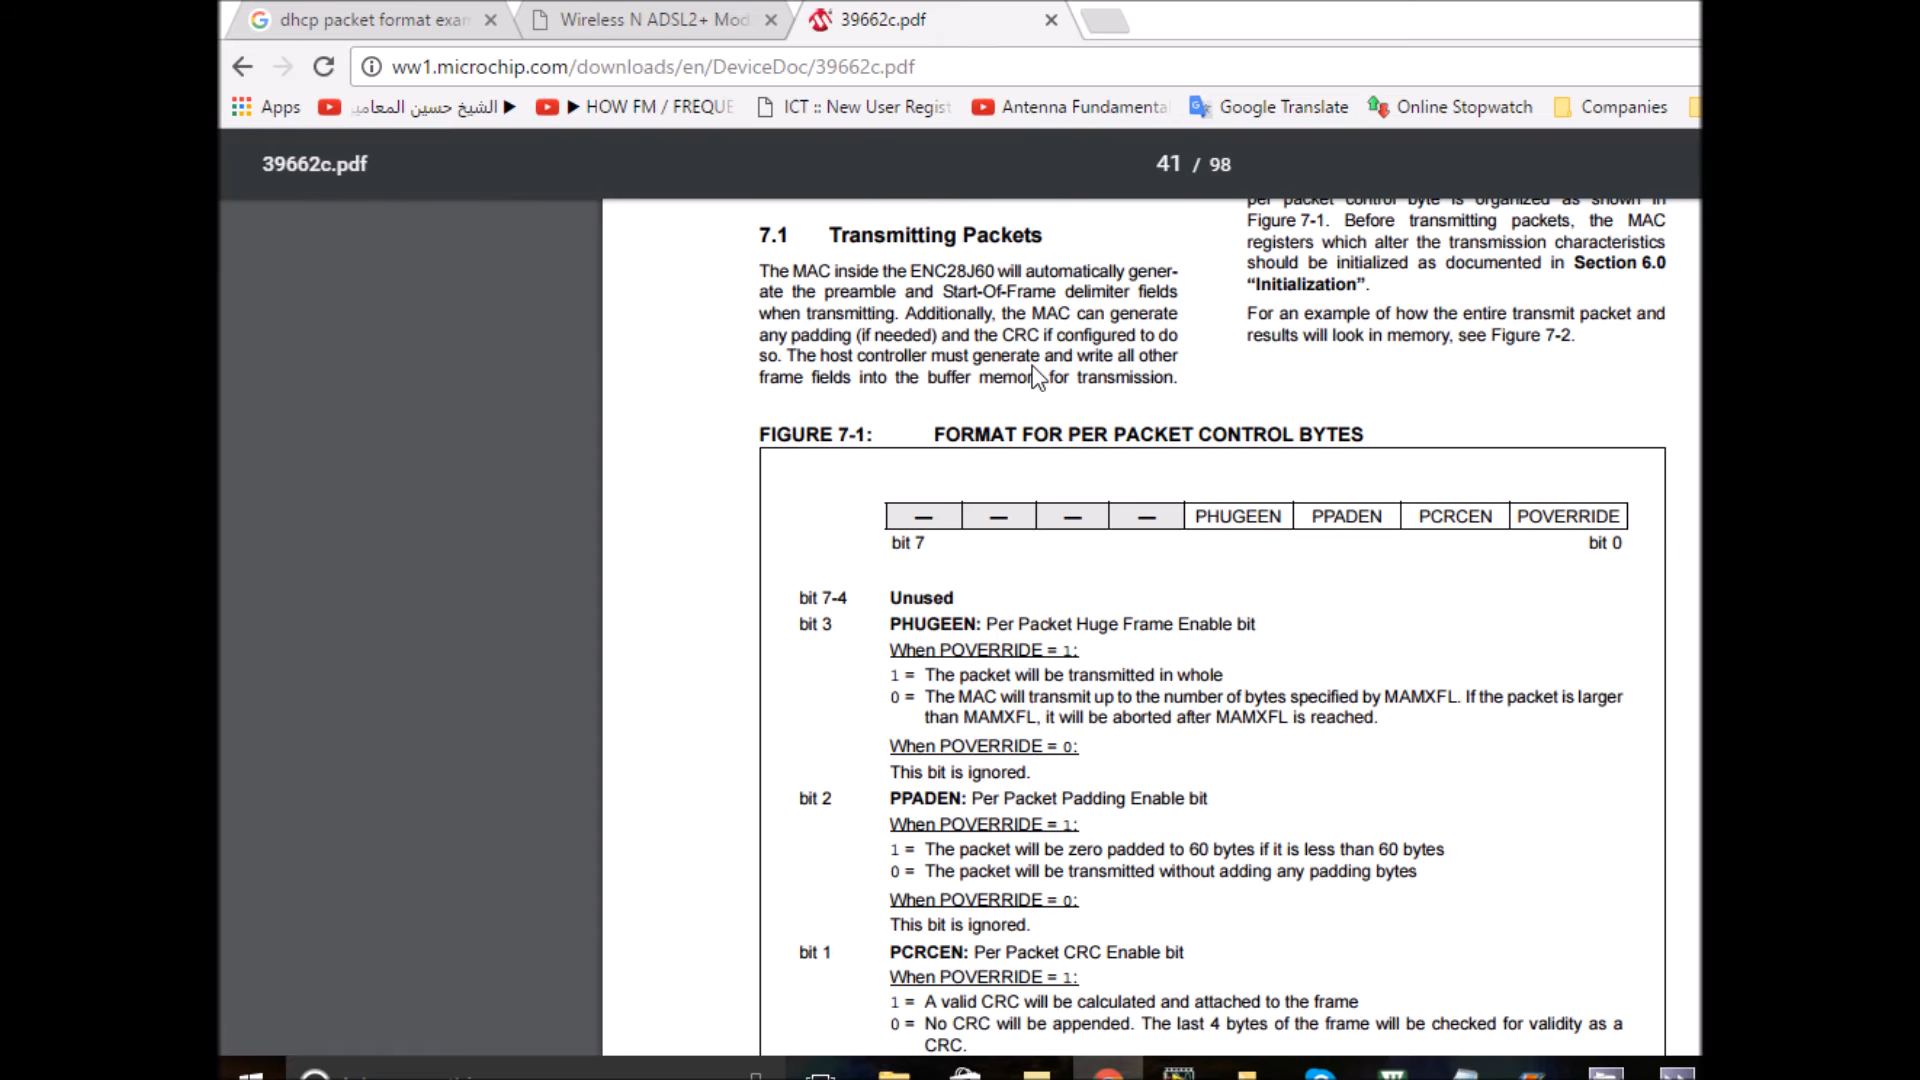 dhcp packet format exam
Wireless N ADSL2+ Mod
39662c.pdf
ww1.microchip.com/downloads/en/DeviceDoc/39662c.pdf
Apps
الشيخ حسين المعامير
HOW FM / FREQUE
ICT :: New User Regist
Antenna Fundamenta
Google Translate
Online Stopwatch
Companies
39662c.pdf
41 / 98
7.1 Transmitting Packets
The MAC inside the ENC28J60 will automatically gener-
ate the preamble and Start-Of-Frame delimiter fields
when transmitting. Additionally, the MAC can generate
any padding (if needed) and the CRC if configured to do
so. The host controller must generate and write all other
frame fields into the buffer memory for transmission.
per packet control byte is organized as shown in
Figure 7-1. Before transmitting packets, the MAC
registers which alter the transmission characteristics
should be initialized as documented in Section 6.0
“Initialization”.
For an example of how the entire transmit packet and
results will look in memory, see Figure 7-2.
FIGURE 7-1: FORMAT FOR PER PACKET CONTROL BYTES
— — — — PHUGEEN PPADEN PCRCEN POVERRIDE
bit 7 bit 0
bit 7-4 Unused
bit 3 PHUGEEN: Per Packet Huge Frame Enable bit
When POVERRIDE = 1:
1 = The packet will be transmitted in whole
0 = The MAC will transmit up to the number of bytes specified by MAMXFL. If the packet is larger
than MAMXFL, it will be aborted after MAMXFL is reached.
When POVERRIDE = 0:
This bit is ignored.
bit 2 PPADEN: Per Packet Padding Enable bit
When POVERRIDE = 1:
1 = The packet will be zero padded to 60 bytes if it is less than 60 bytes
0 = The packet will be transmitted without adding any padding bytes
When POVERRIDE = 0:
This bit is ignored.
bit 1 PCRCEN: Per Packet CRC Enable bit
When POVERRIDE = 1:
1 = A valid CRC will be calculated and attached to the frame
0 = No CRC will be appended. The last 4 bytes of the frame will be checked for validity as a
CRC.